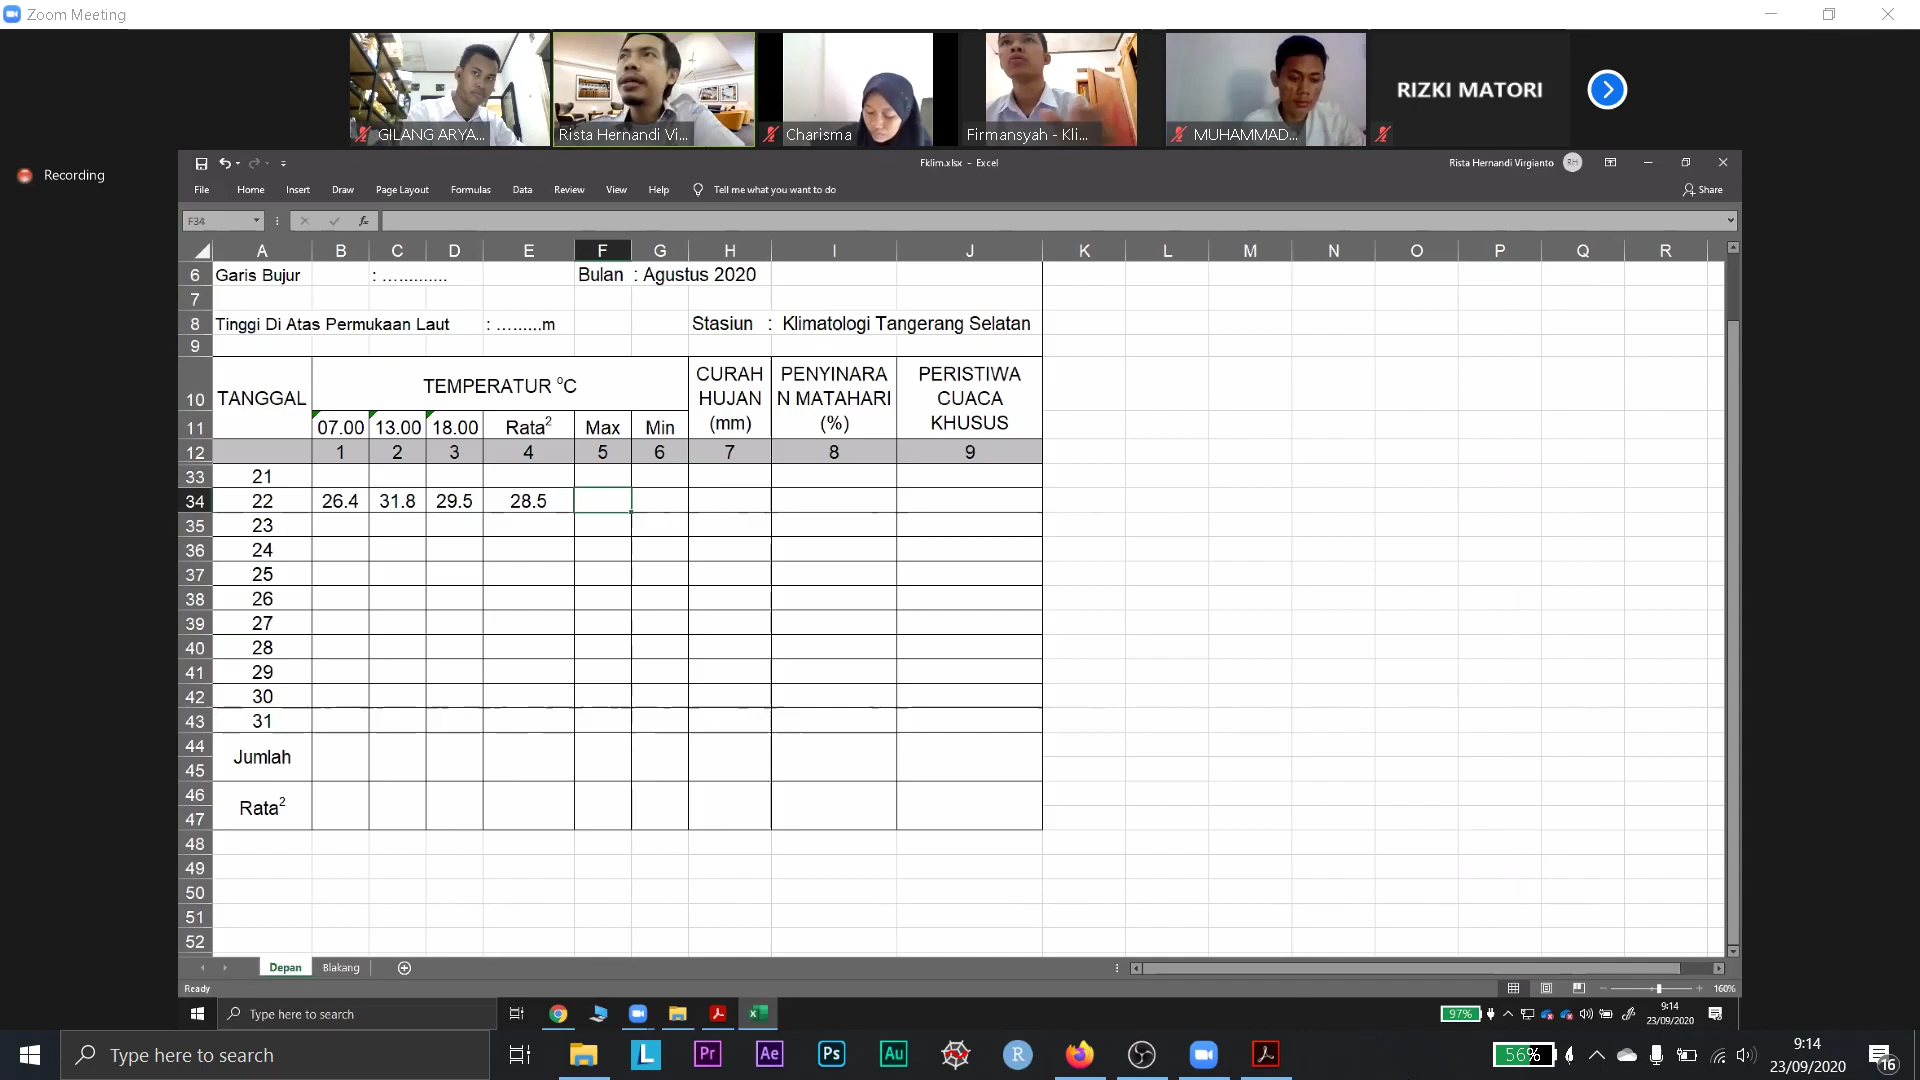 Zoom Meeting
GILANG ARYA...
Rista Hernandi Vi...
Charisma
Firmansyah - Kli...
MUHAMMAD...
RIZKI MATORI
Recording
Fklim.xlsx - Excel
Rista Hernandi Virgianto
RH
File Home Insert Draw Page Layout Formulas Data Review View Help Tell me what you want to do
Share
F34
fx
A B C D E F G H I J K L M N O P Q R
6 Garis Bujur : .............. Bulan : Agustus 2020
7
8 Tinggi Di Atas Permukaan Laut : .........m Stasiun : Klimatologi Tangerang Selatan
9
10 TANGGAL TEMPERATUR ⁰C CURAH HUJAN (mm) PENYINARA N MATAHARI (%) PERISTIWA CUACA KHUSUS
11 07.00 13.00 18.00 Rata² Max Min
12 1 2 3 4 5 6 7 8 9
33 21
34 22 26.4 31.8 29.5 28.5
35 23
36 24
37 25
38 26
39 27
40 28
41 29
42 30
43 31
44 Jumlah
45
46 Rata²
47
48
49
50
51
52
Depan Blakang
Ready
160%
Type here to search
97%
9:14
23/09/2020
Type here to search
L Pr Ae Ps Au R
56%
9:14
23/09/2020
16